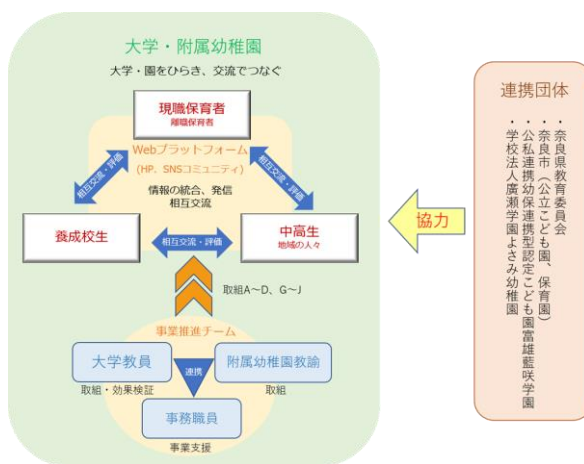 大学・附属幼稚園
大学・園をひらき、交流でつなぐ
現職保育者
離職保育者
Webプラットフォーム
(HP、SNSコミュニティ)
情報の統合、発信
相互交流
相互交流・評価
相互交流・評価
養成校生
相互交流・評価
中高生
地域の人々
取組A～D、G～J
事業推進チーム
大学教員
連携
附属幼稚園教諭
取組・効果検証
取組
事務職員
事業支援
協力
連携団体
・奈良県教育委員会
・奈良市(公立こども園、保育園)
・公私連携幼保連携型認定こども園富雄藍咲学園
・学校法人廣瀬学園よさみ幼稚園